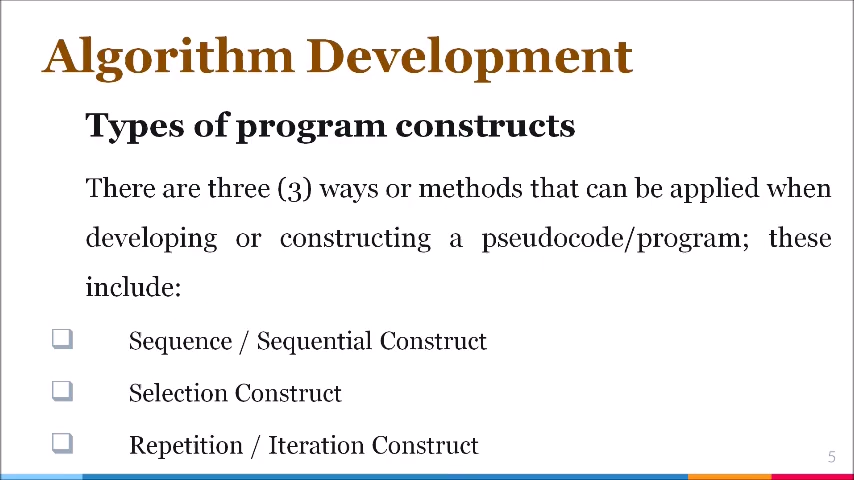 Algorithm Development
Types of program constructs
There are three (3) ways or methods that can be applied when
developing or constructing a pseudocode/program; these
include:
Sequence / Sequential Construct
Selection Construct
Repetition / Iteration Construct
5